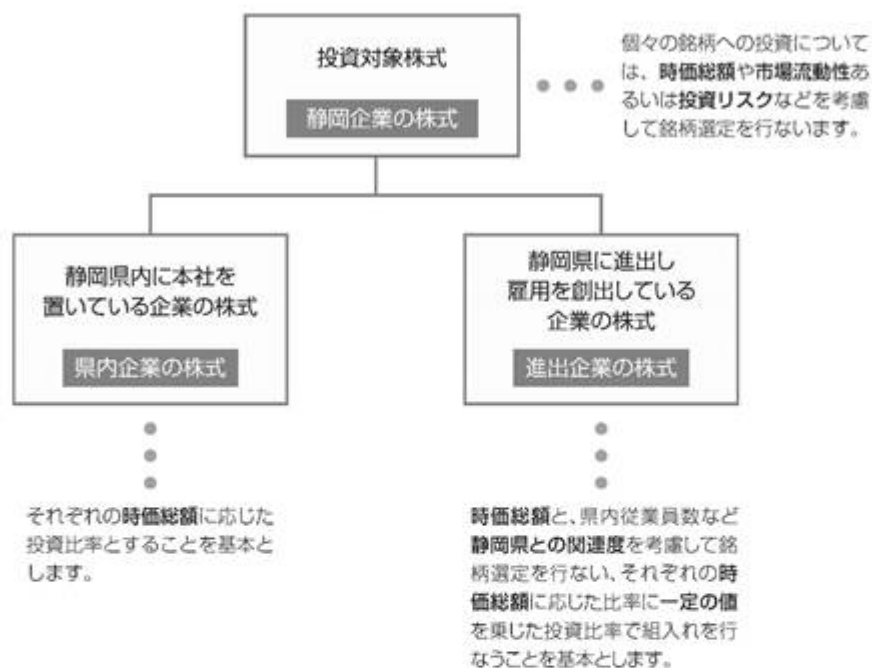 投資対象株式
静岡企業の株式
個々の銘柄への投資について
は、時価総額や市場流動性あ
るいは投資リスクなどを考慮
して銘柄選定を行ないます。
静岡県内に本社を
置いている企業の株式
県内企業の株式
静岡県に進出し
雇用を創出している
企業の株式
進出企業の株式
それぞれの時価総額に応じた
投資比率とすることを基本と
します。
時価総額と、県内従業員数など
静岡県との関連度を考慮して銘
柄選定を行ない、それぞれの時
価総額に応じた比率に一定の値
を乗じた投資比率で組入れを行
なうことを基本とします。